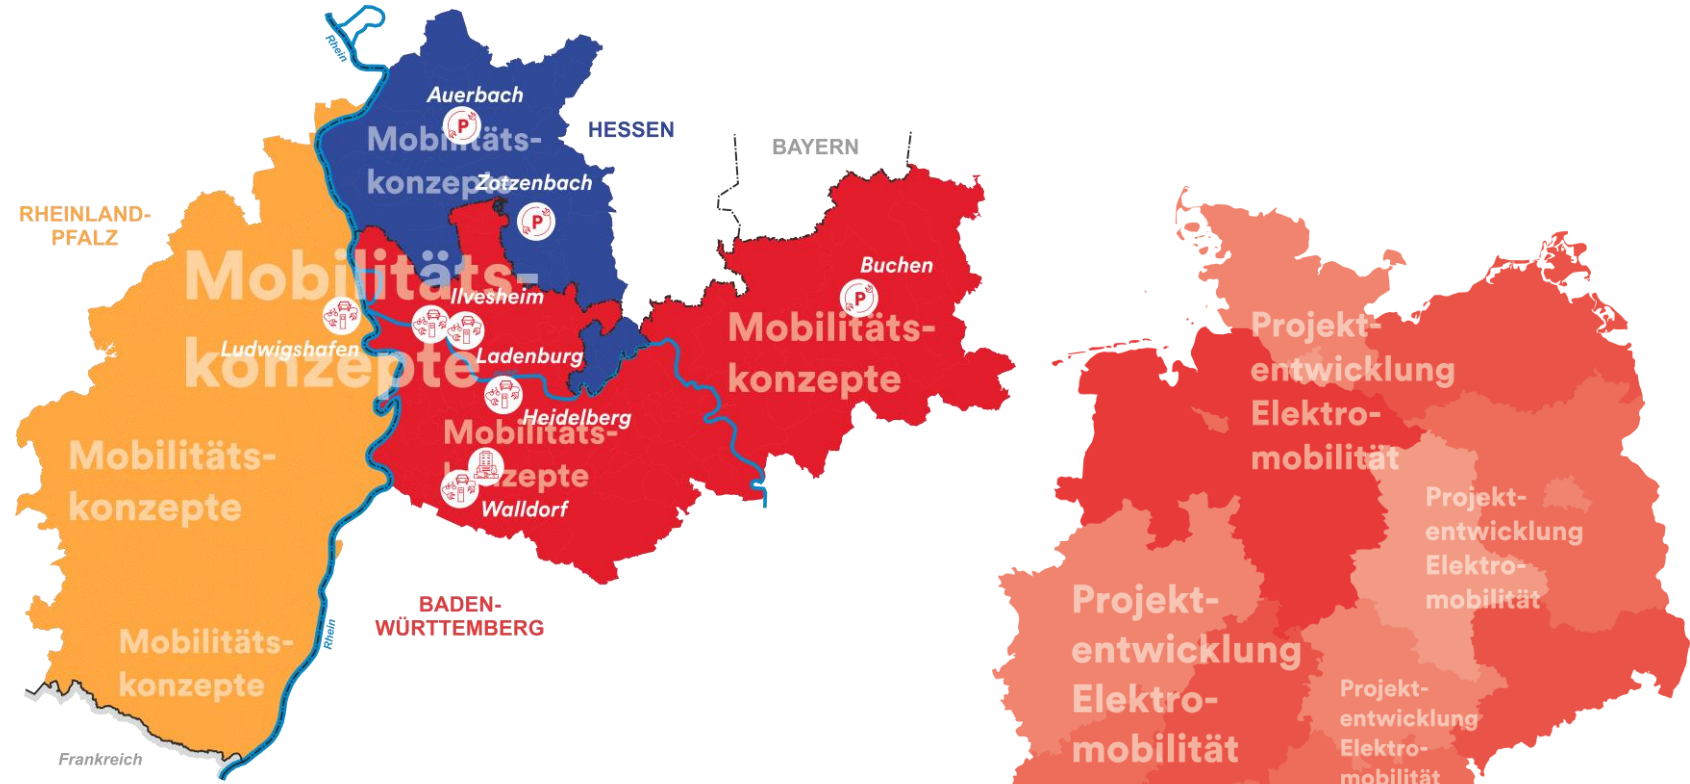 Rhein
Auerbach
P
Mobilitäts-
konzepte
HESSEN
Zotzenbach
P
BAYERN
RHEINLAND-
PFALZ
Mobilitäts-
konzepte
Ilvesheim
Ludwigshafen
Ladenburg
Heidelberg
Buchen
P
Mobilitäts-
konzepte
Mobilitäts-
konzepte
Walldorf
Mobilitäts-
konzepte
Mobilitäts-
konzepte
Rhein
BADEN-
WÜRTTEMBERG
Frankreich
Projekt-
entwicklung
Elektro-
mobilität
Projekt-
entwicklung
Elektro-
mobilität
Projekt-
entwicklung
Elektro-
mobilität
Projekt-
entwicklung
Elektro-
mobilität